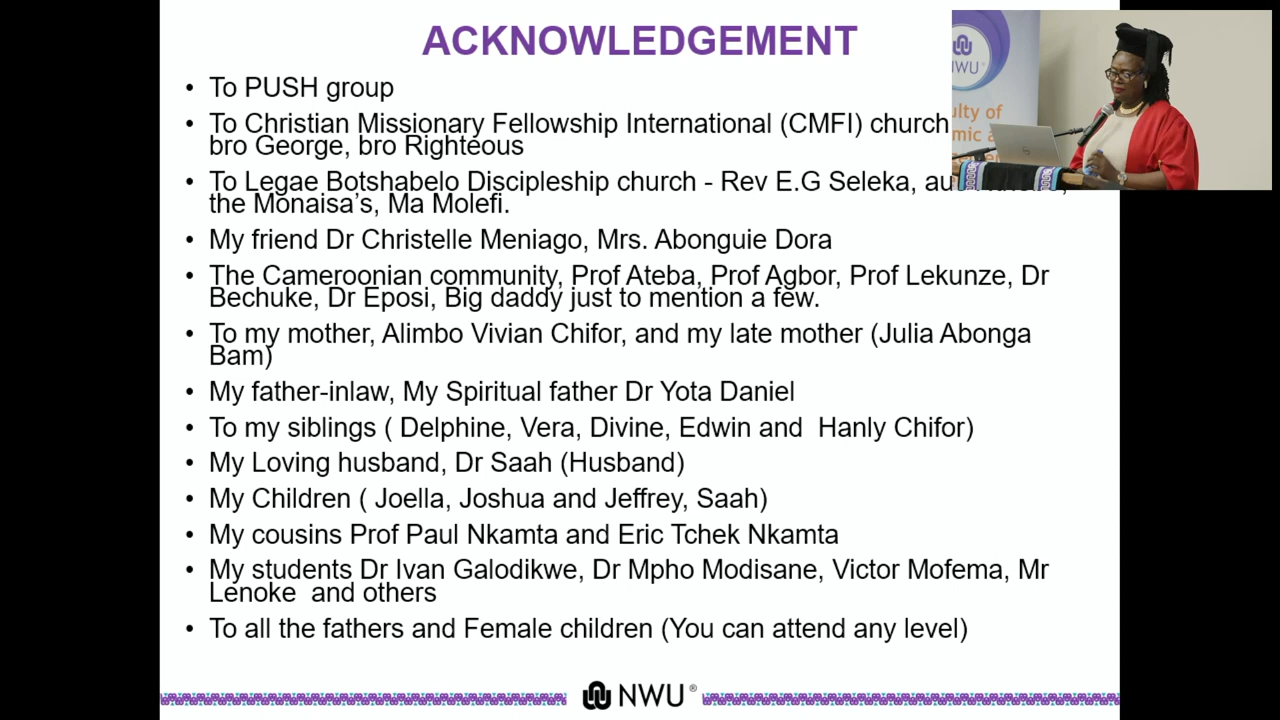 ACKNOWLEDGEMENT
• To PUSH group
• To Christian Missionary Fellowship International (CMFI) church
bro George, bro Righteous
• To Legae Botshabelo Discipleship church - Rev E.G Seleka,
the Monaisa’s, Ma Molefi.
• My friend Dr Christelle Meniago, Mrs. Abonguie Dora
• The Cameroonian community, Prof Ateba, Prof Agbor, Prof Lekunze, Dr
Bechuke, Dr Eposi, Big daddy just to mention a few.
• To my mother, Alimbo Vivian Chifor, and my late mother (Julia Abonga
Bam)
• My father-inlaw, My Spiritual father Dr Yota Daniel
• To my siblings ( Delphine, Vera, Divine, Edwin and  Hanly Chifor)
• My Loving husband, Dr Saah (Husband)
• My Children ( Joella, Joshua and Jeffrey, Saah)
• My cousins Prof Paul Nkamta and Eric Tchek Nkamta
• My students Dr Ivan Galodikwe, Dr Mpho Modisane, Victor Mofema, Mr
Lenoke  and others
• To all the fathers and Female children (You can attend any level)
NWU®
NWU®
ulty of
mic a